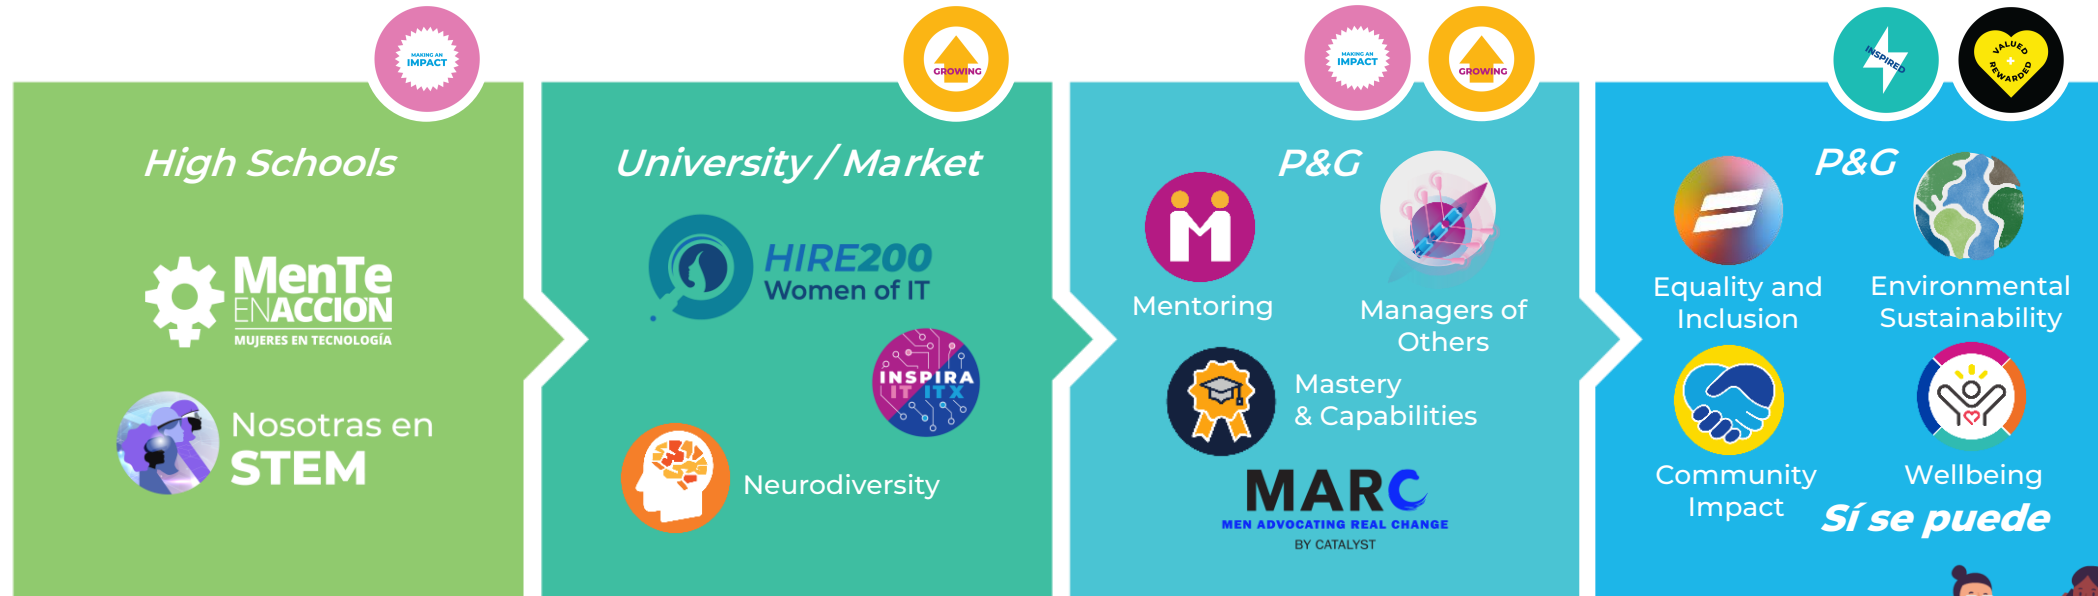 MAKING AN
IMPACT
High Schools
MenTe
ENACCION
MUJERES EN TECNOLOGÍA
Nosotras en
STEM
GROWING
University / Market
HIRE200
Women of IT
INSPIRA
IT ITX
Neurodiversity
MAKING AN
IMPACT
GROWING
P&G
Mentoring
Managers of
Others
Mastery
& Capabilities
MARC
MEN ADVOCATING REAL CHANGE
BY CATALYST
INSPIRED
VALUED
+
REWARDED
P&G
Equality and
Inclusion
Environmental
Sustainability
Community
Impact
Wellbeing
Sí se puede